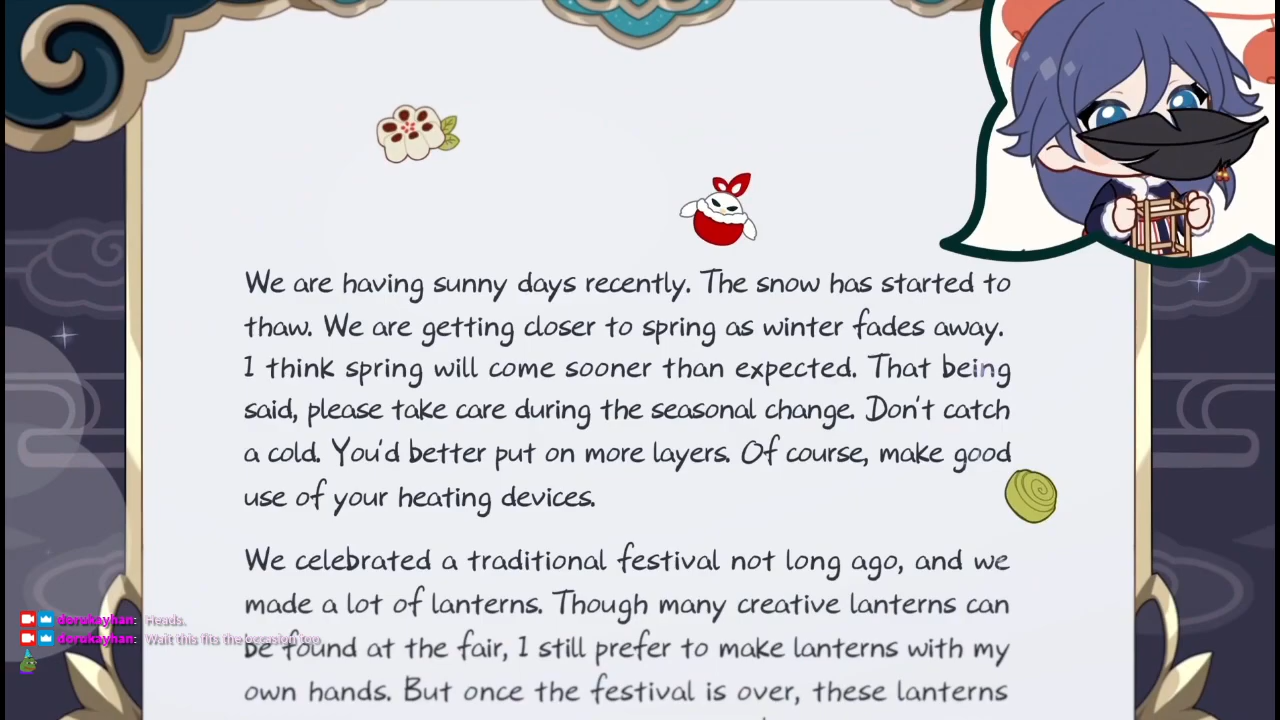 We are having sunny days recently. The snow has started to
thaw. We are getting closer to spring as winter fades away.
I think spring will come sooner than expected. That being
said, please take care during the seasonal change. Don't catch
a cold. You'd better put on more layers. Of course, make good
use of your heating devices.
We celebrated a traditional festival not long ago, and we
made a lot of lanterns. Though many creative lanterns can
dorukayhan: Heads.
dorukayhan: Wait this fits the occasion too
be found at the fair, I still prefer to make lanterns with my
own hands. But once the festival is over, these lanterns